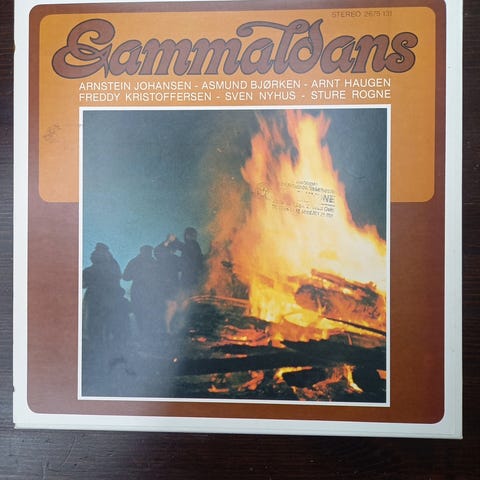 STEREO 2675 131
Gammaldans
ARNSTEIN JOHANSEN - ASMUND BJØRKEN - ARNT HAUGEN
FREDDY KRISTOFFERSEN - SVEN NYHUS - STURE ROGNE